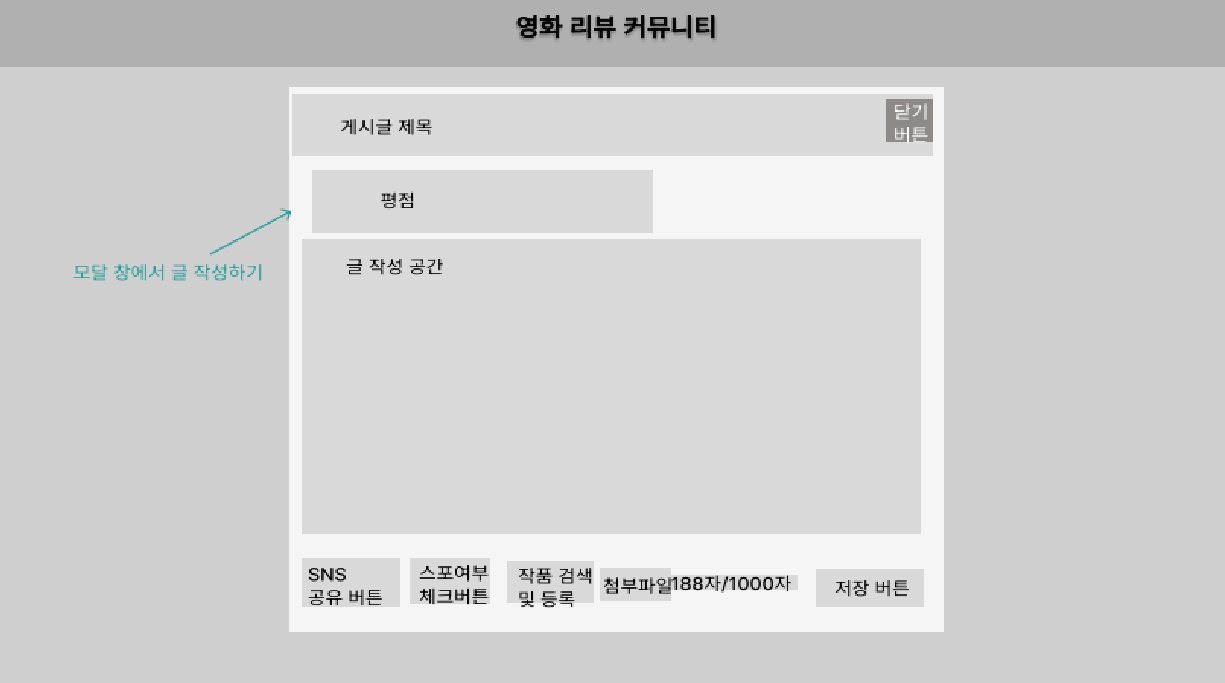 영화 리뷰 커뮤니티
게시글 제목
닫기
버튼
평점
모달 창에서 글 작성하기
글 작성 공간
SNS
공유 버튼
스포여부
체크버튼
작품 검색
및 등록
첨부파일
188자/1000자
저장 버튼